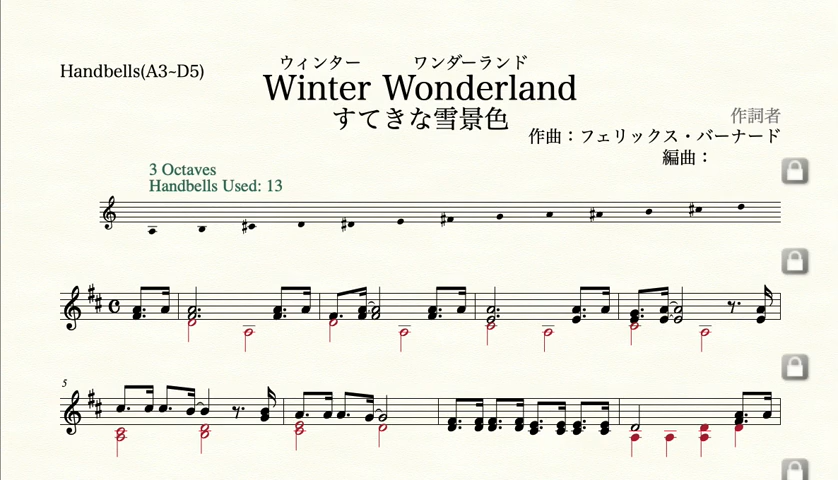 ウィンター ワンダーランド
Handbells(A3~D5)
Winter Wonderland
すてきな雪景色
作詞者
作曲：フェリックス・バーナード
編曲：
3 Octaves
Handbells Used: 13
5